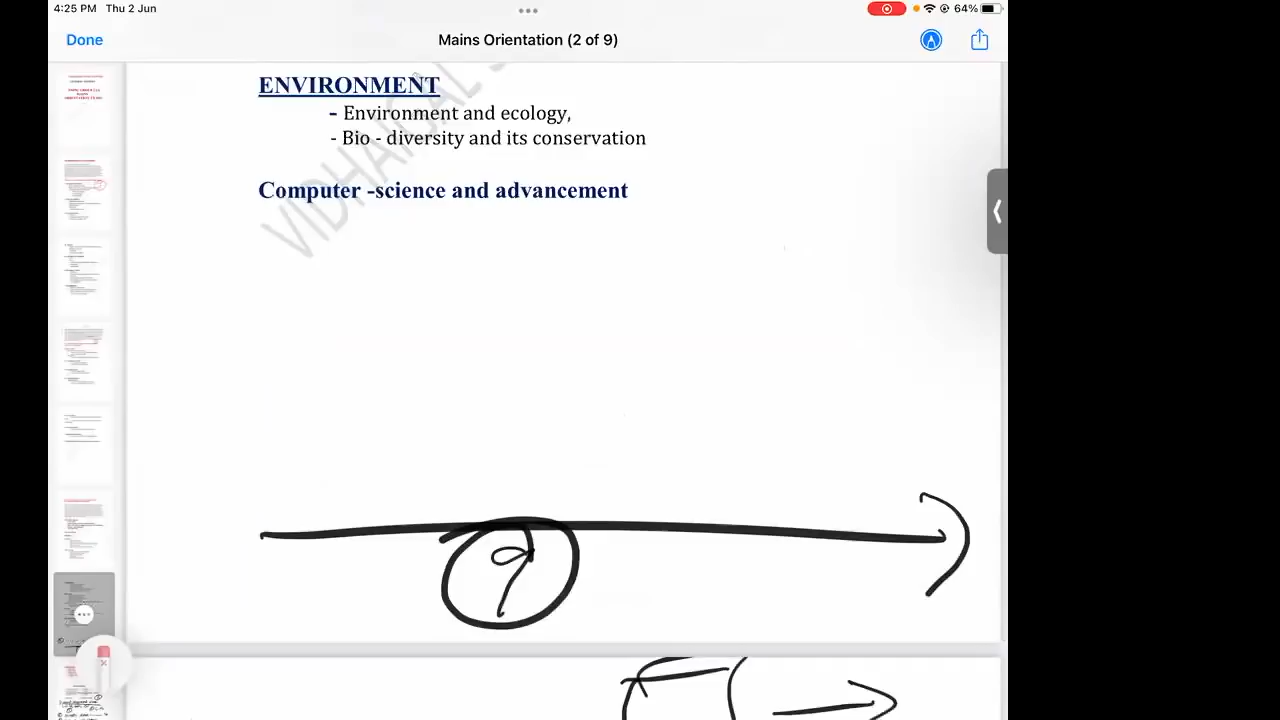 4:25 PM Thu 2 Jun
64%
Done
Mains Orientation (2 of 9)
ENVIRONMENT
- Environment and ecology,
- Bio - diversity and its conservation
Computer -science and advancement
9